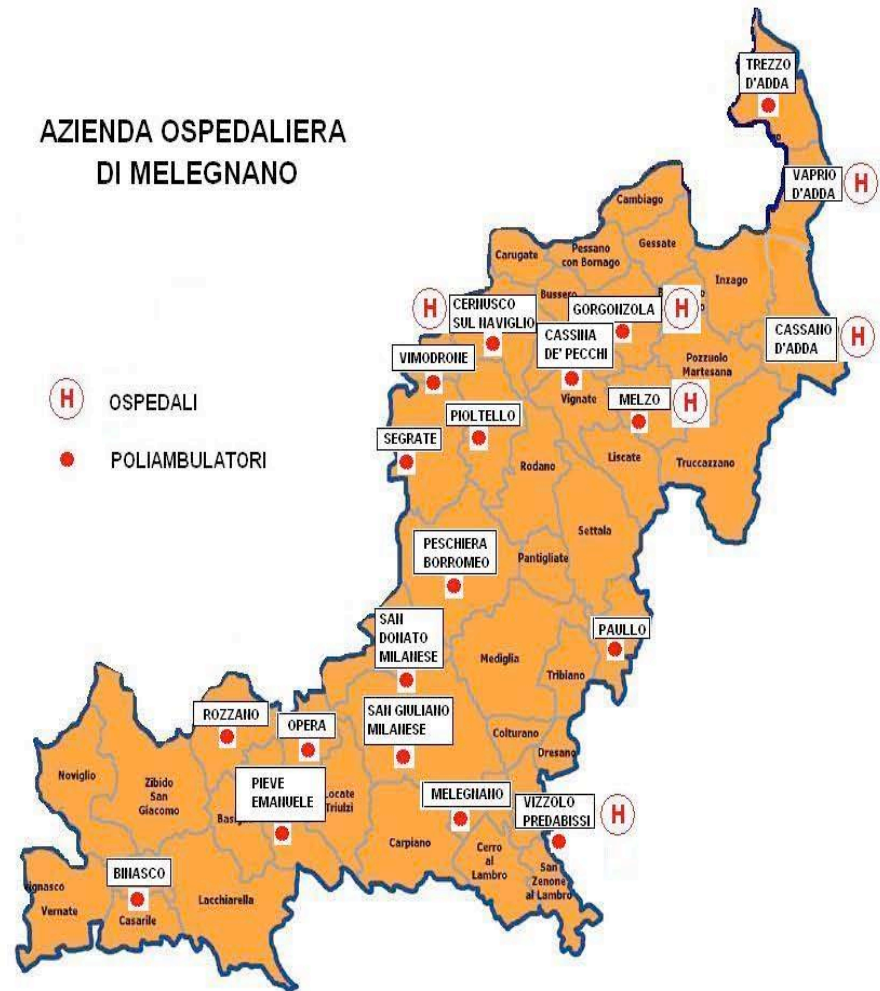 AZIENDA OSPEDALIERA
DI MELEGNANO
TREZZO
D'ADDA
VAPRIO
D'ADDA
H
Cambiago
Gessate
Pessano
con Bornago
Carugate
Inzago
Bussero
H
CERNUSCO
SUL NAVIGLIO
GORGONZOLA
H
CASSINA
DE' PECCHI
CASSANO
D'ADDA
H
VIMODRONE
Pozzuolo
Martesana
Vignate
MELZO
H
H
OSPEDALI
POLIAMBULATORI
PIOLTELLO
SEGRATE
Rodano
Liscate
Truccazzano
Settala
PESCHIERA
BORROMEO
Pantigliate
SAN
DONATO
MILANESE
PAULLO
Mediglia
Tribiano
ROZZANO
OPERA
SAN GIULIANO
MILANESE
Colturano
Dresano
Noviglio
Zibido
San
Giacomo
PIEVE
EMANUELE
Locate
Triulzi
MELEGNANO
VIZZOLO
PREDABISSI
H
Carpiano
Cerro
al
Lambro
San
Zenone
al Lambro
BINASCO
Vernate
Casarile
Lacchiarella